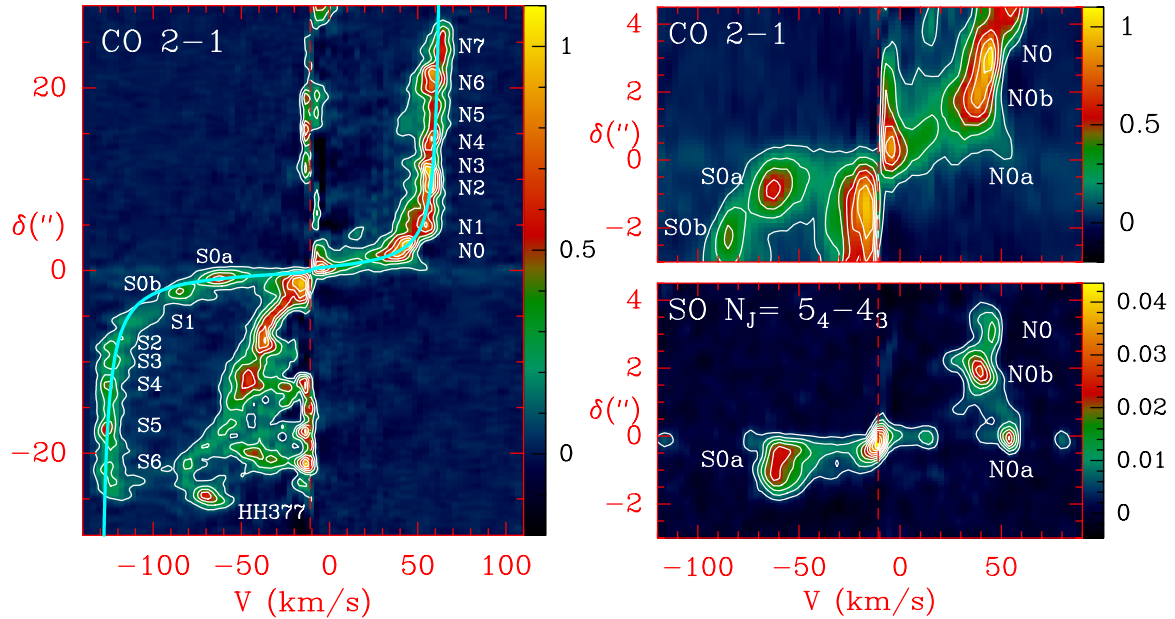 CO 2-1
N7
N6
N5
N4
N3
N2
N1
N0
S0a
S0b
S1
S2
S3
S4
S5
S6
HH377
20
0
−20
δ('')
−100
−50
0
50
100
V (km/s)
1
0.5
0
CO 2-1
N0
N0b
N0a
S0a
S0b
4
2
0
−2
δ('')
1
0.5
0
SO N_J= 5_4−4_3
N0
N0b
N0a
S0a
4
2
0
−2
δ('')
−100
−50
0
50
V (km/s)
0.04
0.03
0.02
0.01
0